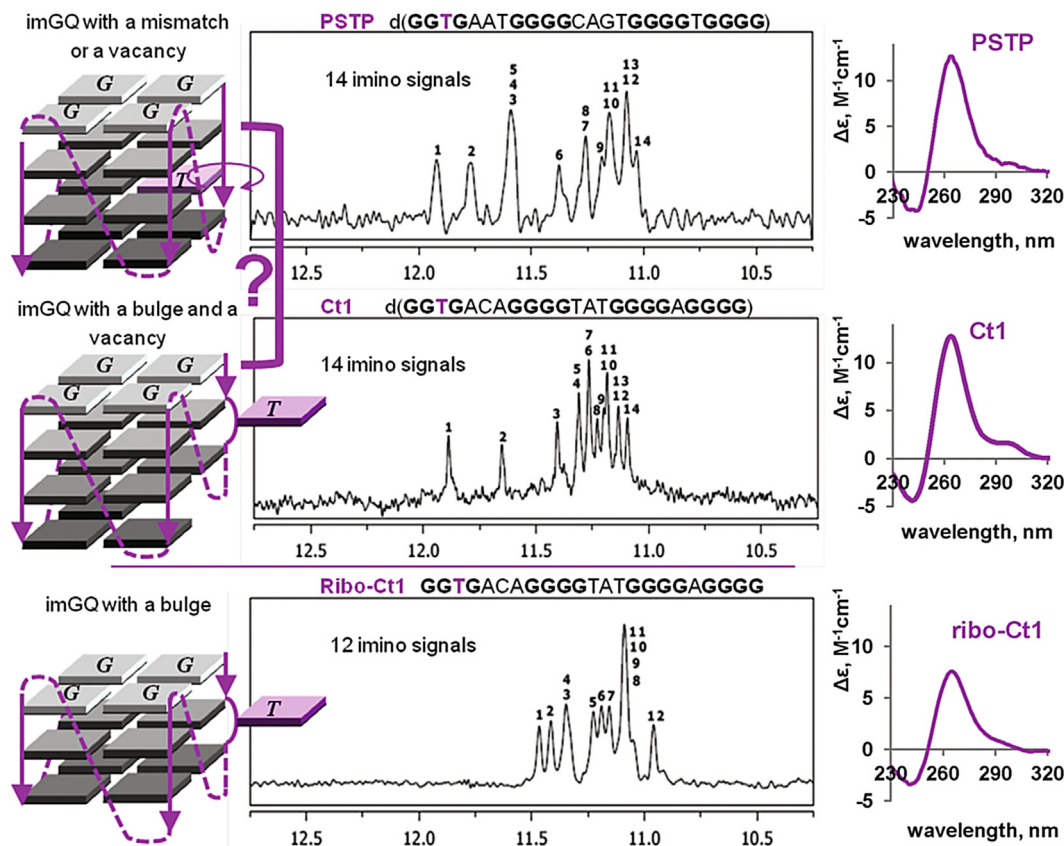 imGQ with a mismatch
or a vacancy
G
G
G
G
T
PSTP d(GGTGAATGGGGCAGTGGGGTGGGG)
14 imino signals
1
2
5
4
3
6
8
7
9
11
10
13
12
14
12.5 12.0 11.5 11.0 10.5
PSTP
Δε, M-1cm-1
10
5
0
-5
230 260 290 320
wavelength, nm
?
imGQ with a bulge and a
vacancy
G
G
G
G
T
Ct1 d(GGTGACAGGGGTATGGGGAGGGG)
14 imino signals
1
2
3
5
4
7
6
8
9
11
10
13
12
14
12.5 12.0 11.5 11.0 10.5
Ct1
Δε, M-1cm-1
10
5
0
-5
230 260 290 320
wavelength, nm
imGQ with a bulge
G
G
G
G
T
Ribo-Ct1 GGTGACAGGGGTATGGGGAGGGG
12 imino signals
1
2
4
3
5
6
7
11
10
9
8
12
12.5 12.0 11.5 11.0 10.5
ribo-Ct1
Δε, M-1cm-1
10
5
0
-5
230 260 290 320
wavelength, nm